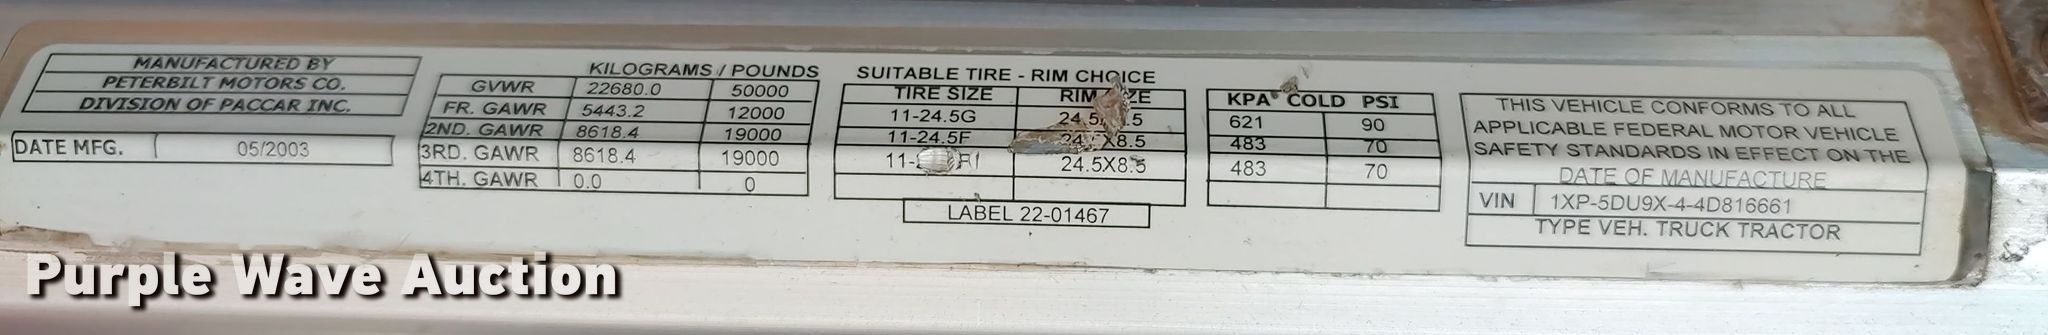 MANUFACTURED BY
PETERBILT MOTORS CO.
DIVISION OF PACCAR INC.
DATE MFG. 05/2003
KILOGRAMS / POUNDS
GVWR 22680.0 50000
FR. GAWR 5443.2 12000
2ND. GAWR 8618.4 19000
3RD. GAWR 8618.4 19000
4TH. GAWR 0.0 0
SUITABLE TIRE - RIM CHOICE
TIRE SIZE RIM
11-24.5G
11-24.5F
24.5X8.5
LABEL 22-01467
KPA COLD PSI
621 90
483 70
483 70
THIS VEHICLE CONFORMS TO ALL
APPLICABLE FEDERAL MOTOR VEHICLE
SAFETY STANDARDS IN EFFECT ON THE
DATE OF MANUFACTURE
VIN 1XP-5DU9X-4-4D816661
TYPE VEH. TRUCK TRACTOR
Purple Wave Auction